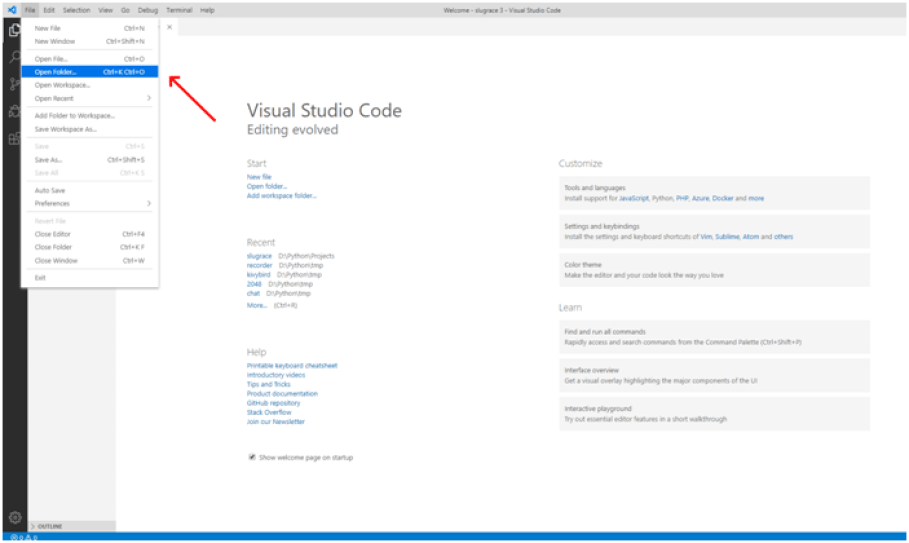 File Edit Selection View Go Debug Terminal Help
Welcome - slugrace 3 - Visual Studio Code
New File Ctrl+N
New Window Ctrl+Shift+N
Open File... Ctrl+O
Open Folder... Ctrl+K Ctrl+O
Open Workspace...
Open Recent
Add Folder to Workspace...
Save Workspace As...
Save Ctrl+S
Save As... Ctrl+Shift+S
Save All Ctrl+K S
Auto Save
Preferences
Revert File
Close Editor Ctrl+F4
Close Folder Ctrl+K F
Close Window Ctrl+W
Exit
OUTLINE
0 0
Visual Studio Code
Editing evolved
Start
New file
Open folder...
Add workspace folder...
Recent
slugrace D:\Python\Projects
recorder D:\Python\tmp
kivybird D:\Python\tmp
2048 D:\Python\tmp
chat D:\Python\tmp
More... (Ctrl+R)
Help
Printable keyboard cheatsheet
Introductory videos
Tips and Tricks
Product documentation
GitHub repository
Stack Overflow
Join our Newsletter
Show welcome page on startup
Customize
Tools and languages
Install support for JavaScript, Python, PHP, Azure, Docker and more
Settings and keybindings
Install the settings and keyboard shortcuts of Vim, Sublime, Atom and others
Color theme
Make the editor and your code look the way you love
Learn
Find and run all commands
Rapidly access and search commands from the Command Palette (Ctrl+Shift+P)
Interface overview
Get a visual overlay highlighting the major components of the UI
Interactive playground
Try out essential editor features in a short walkthrough